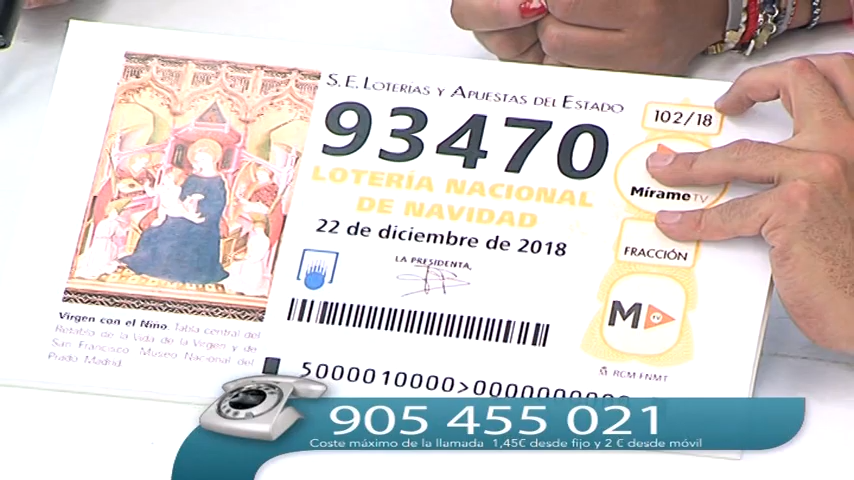 S. E. LOTERÍAS Y APUESTAS DEL ESTADO
93470
102/18
LOTERÍA NACIONAL
DE NAVIDAD
MírameTV
22 de diciembre de 2018
FRACCIÓN
LA PRESIDENTA,
M
TV
RCM-FNMT
Virgen con el Niño. Tabla central del
Retablo de la Vida de la Virgen y de
San Francisco. Museo Nacional del
Prado. Madrid
5000010000>0000000000
905 455 021
Coste máximo de la llamada 1,45€ desde fijo y 2 € desde móvil